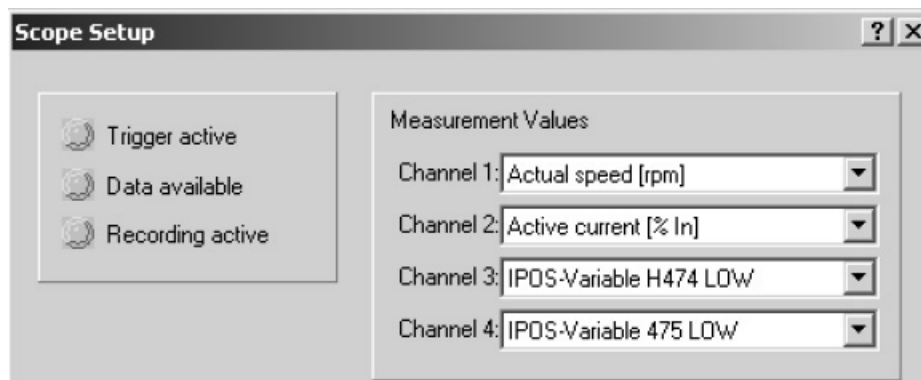 Scope Setup
Trigger active
Data available
Recording active
Measurement Values
Channel 1: Actual speed [rpm]
Channel 2: Active current [% In]
Channel 3: IPOS-Variable H474 LOW
Channel 4: IPOS-Variable 475 LOW